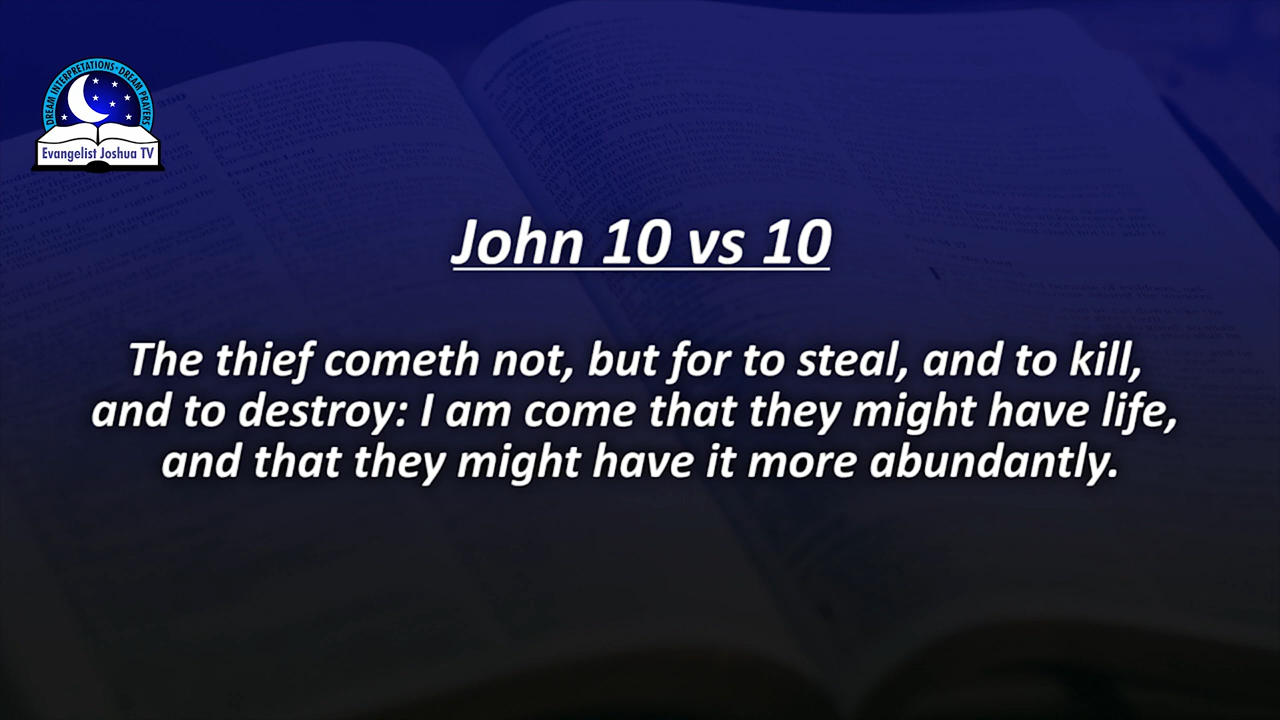 DREAM INTERPRETATIONS · DREAM PRAYERS
Evangelist Joshua TV
John 10 vs 10
The thief cometh not, but for to steal, and to kill,
and to destroy: I am come that they might have life,
and that they might have it more abundantly.